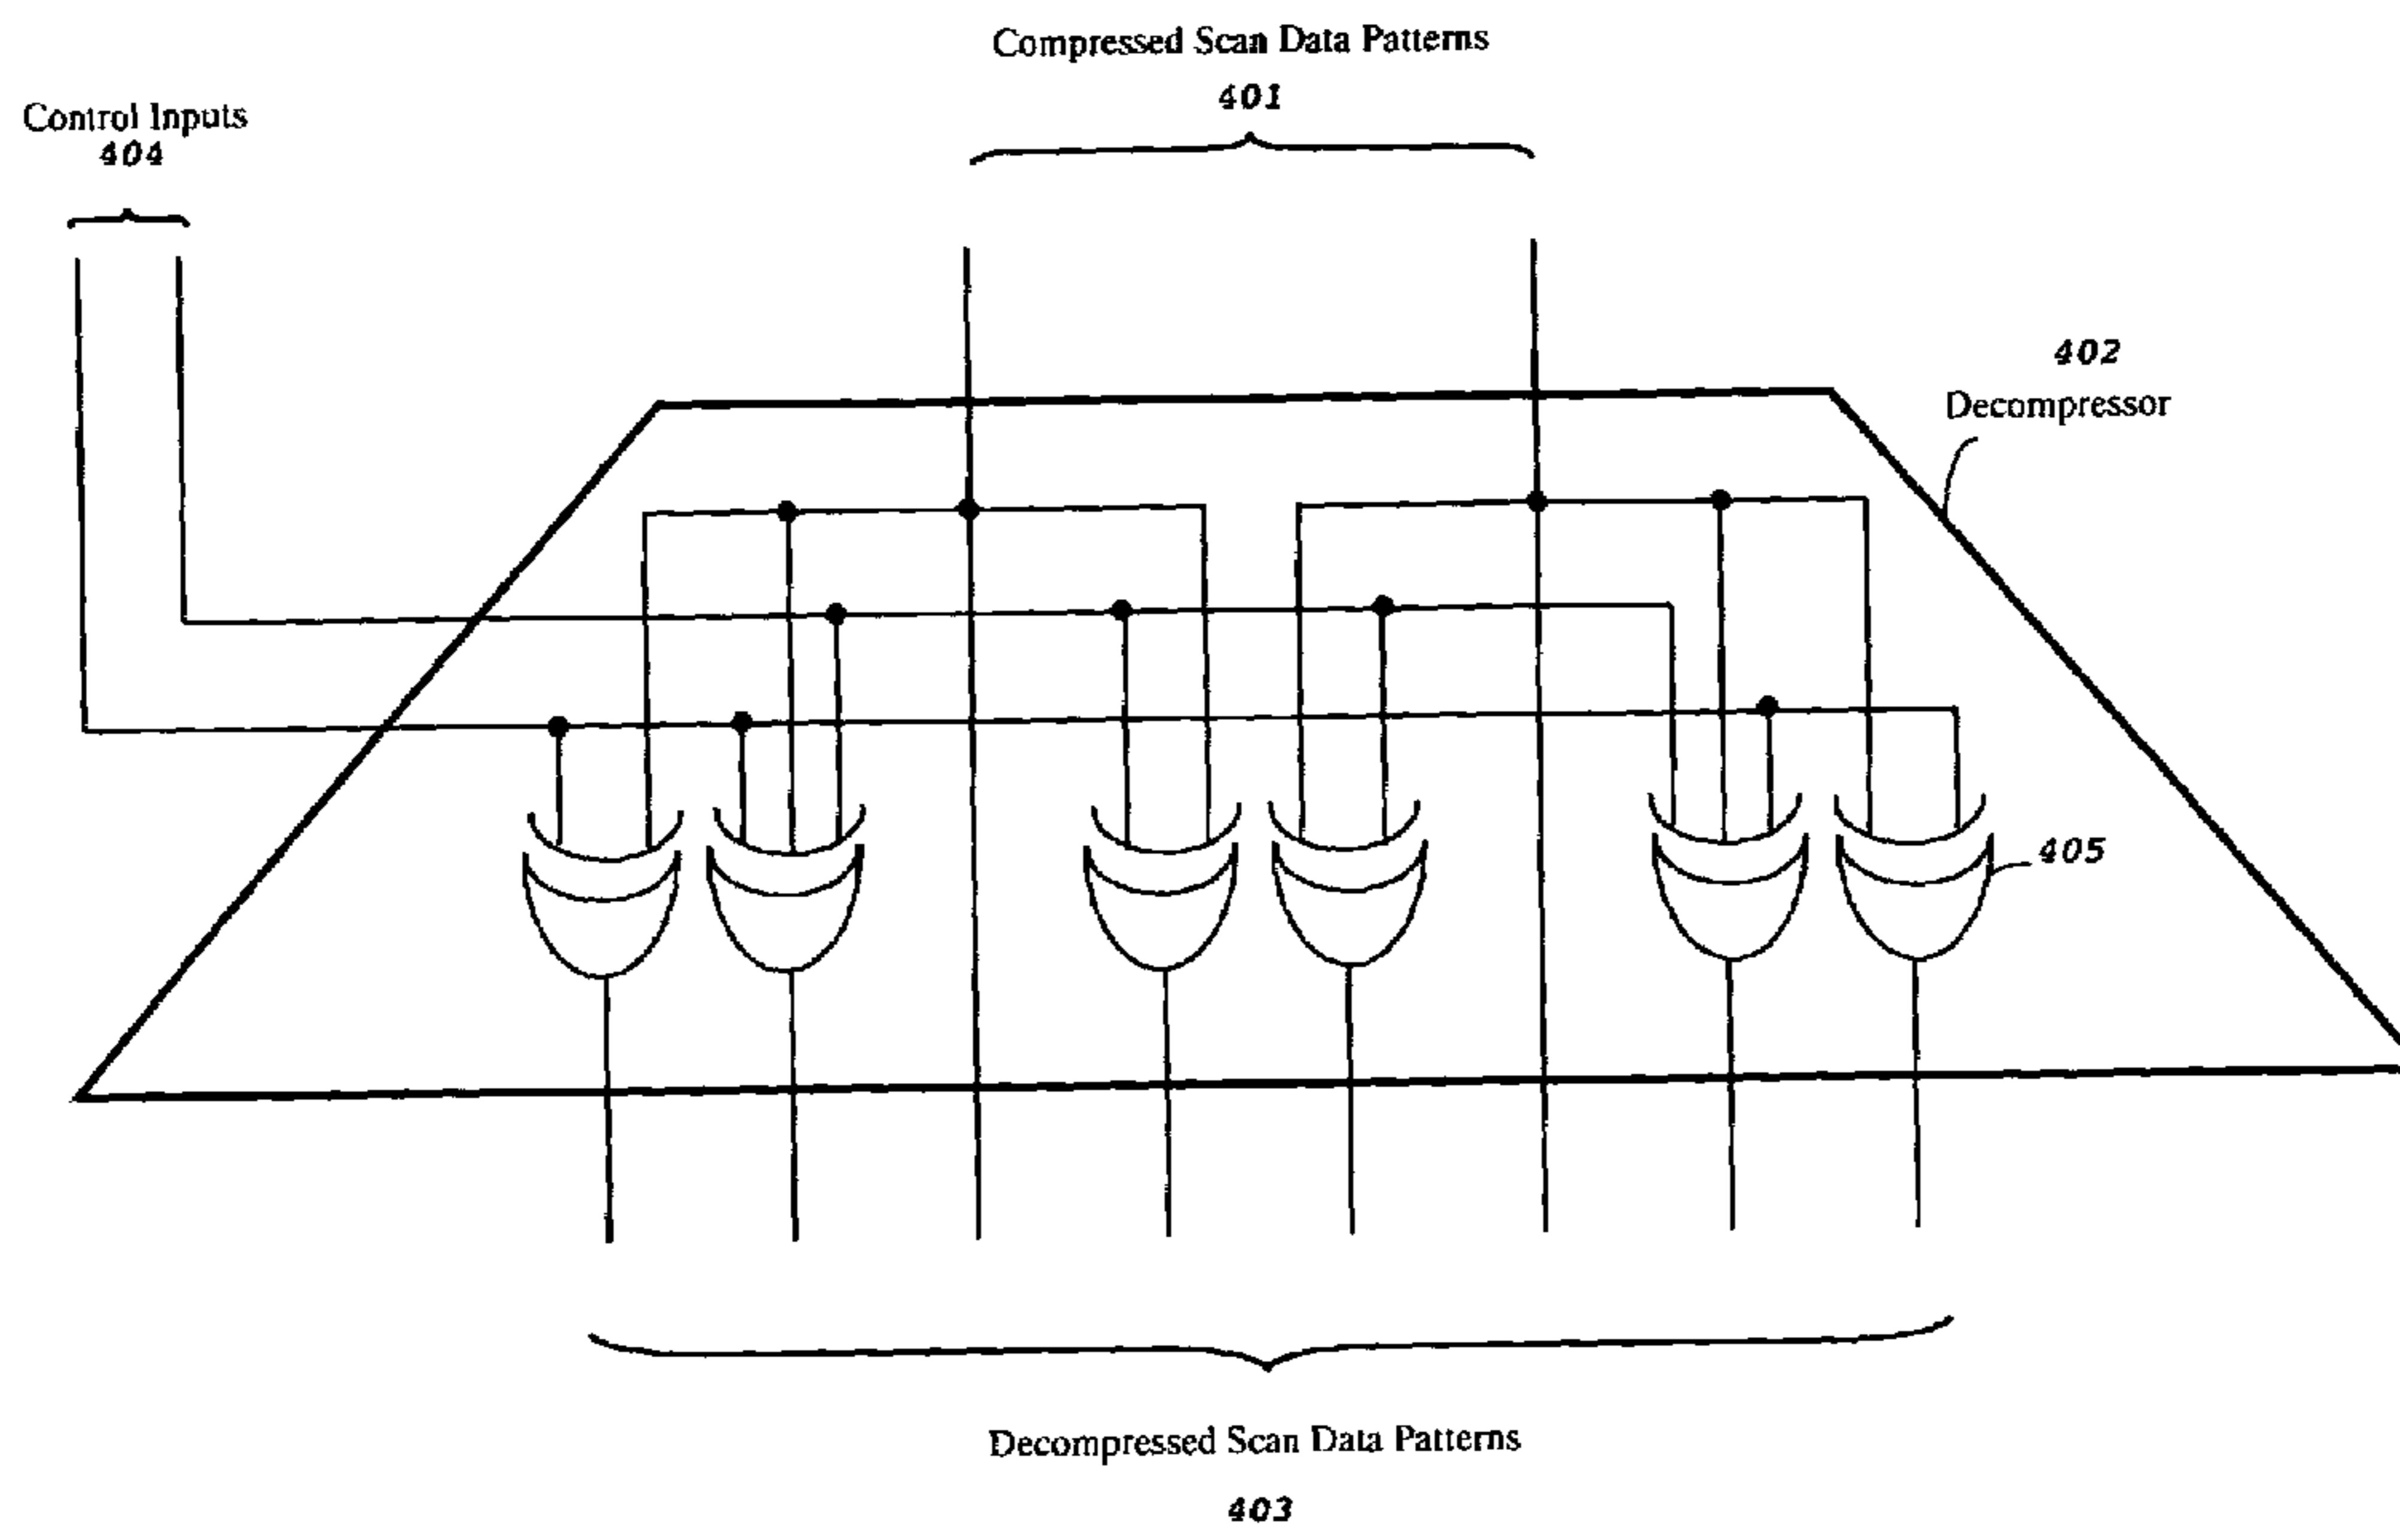 Compressed Scan Data Patterns
401
Control Inputs
404
402
Decompressor
405
Decompressed Scan Data Patterns
403